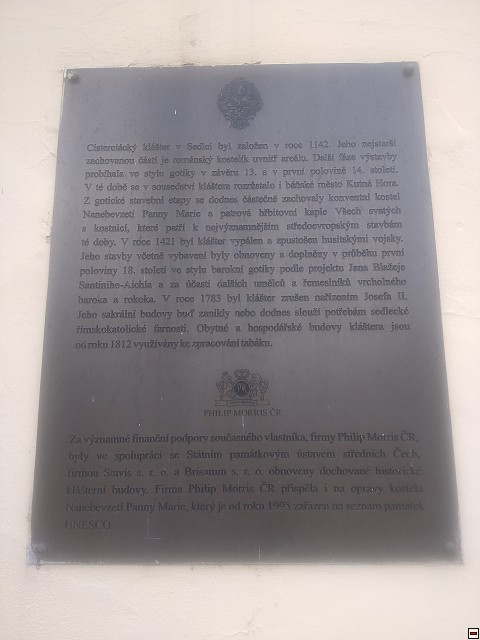 Cisterciácký klášter v Sedlci byl založen v roce 1142. Jeho nejstarší
zachovanou částí je románský kostelík uvnitř areálu. Další fáze výstavby
probíhala ve stylu gotiky v závěru 13. a v první polovině 14. století.
V té době se v sousedství kláštera rozrůstalo i báňské město Kutná Hora.
Z gotické stavební etapy se dodnes částečně zachovaly konventní kostel
Nanebevzetí Panny Marie a patrová hřbitovní kaple Všech svatých
s kostnicí, které patří k nejvýznamnějším středoevropským stavbám
té doby. V roce 1421 byl klášter vypálen a zpustošen husitskými vojsky.
Jeho stavby včetně vybavení byly obnoveny a doplněny v průběhu první
poloviny 18. století ve stylu barokní gotiky podle projektu Jana Blažeje
Santiniho-Aichla a za účasti dalších umělců a řemeslníků vrcholného
baroka a rokoka. V roce 1783 byl klášter zrušen nařízením Josefa II.
Jeho sakrální budovy buď zanikly nebo dodnes slouží potřebám sedlecké
římskokatolické farnosti. Obytné a hospodářské budovy kláštera jsou
od roku 1812 využívány ke zpracování tabáku.
PHILIP MORRIS ČR
Za významné finanční podpory současného vlastníka, firmy Philip Morris ČR,
byly ve spolupráci se Státním památkovým ústavem středních Čech,
firmou Stavis s. r. o. a Brisamm s. r. o. obnoveny dochované historické
klášterní budovy. Firma Philip Morris ČR přispěla i na opravy kostela
Nanebevzetí Panny Marie, který je od roku 1995 zařazen na seznam památek
UNESCO.